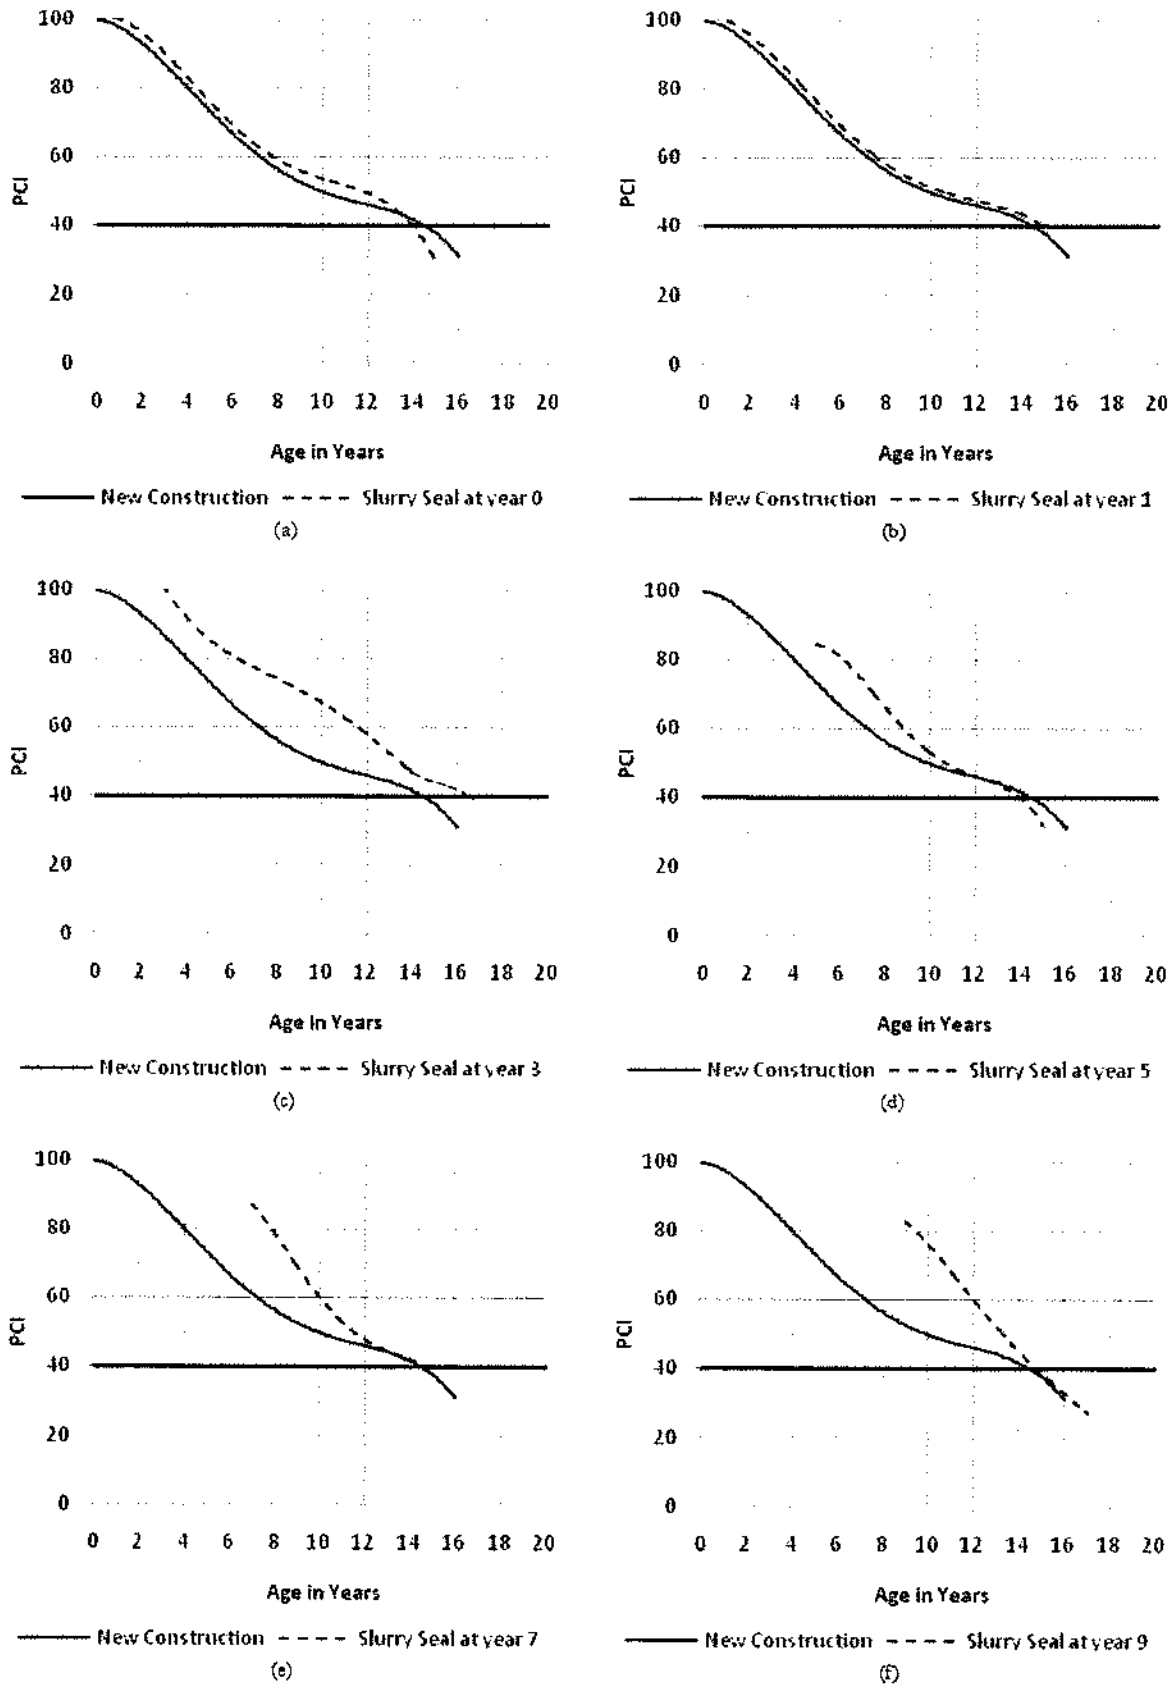 100
80
60
PCI
40
20
0
0 2 4 6 8 10 12 14 16 18 20
Age in Years
New Construction Slurry Seal at year 0
(a)
100
80
60
PCI
40
20
0
0 2 4 6 8 10 12 14 16 18 20
Age in Years
New Construction Slurry Seal at year 1
(b)
100
80
60
PCI
40
20
0
0 2 4 6 8 10 12 14 16 18 20
Age in Years
New Construction Slurry Seal at year 3
(c)
100
80
60
PCI
40
20
0
0 2 4 6 8 10 12 14 16 18 20
Age in Years
New Construction Slurry Seal at year 5
(d)
100
80
60
PCI
40
20
0
0 2 4 6 8 10 12 14 16 18 20
Age in Years
New Construction Slurry Seal at year 7
(e)
100
80
60
PCI
40
20
0
0 2 4 6 8 10 12 14 16 18 20
Age in Years
New Construction Slurry Seal at year 9
(f)